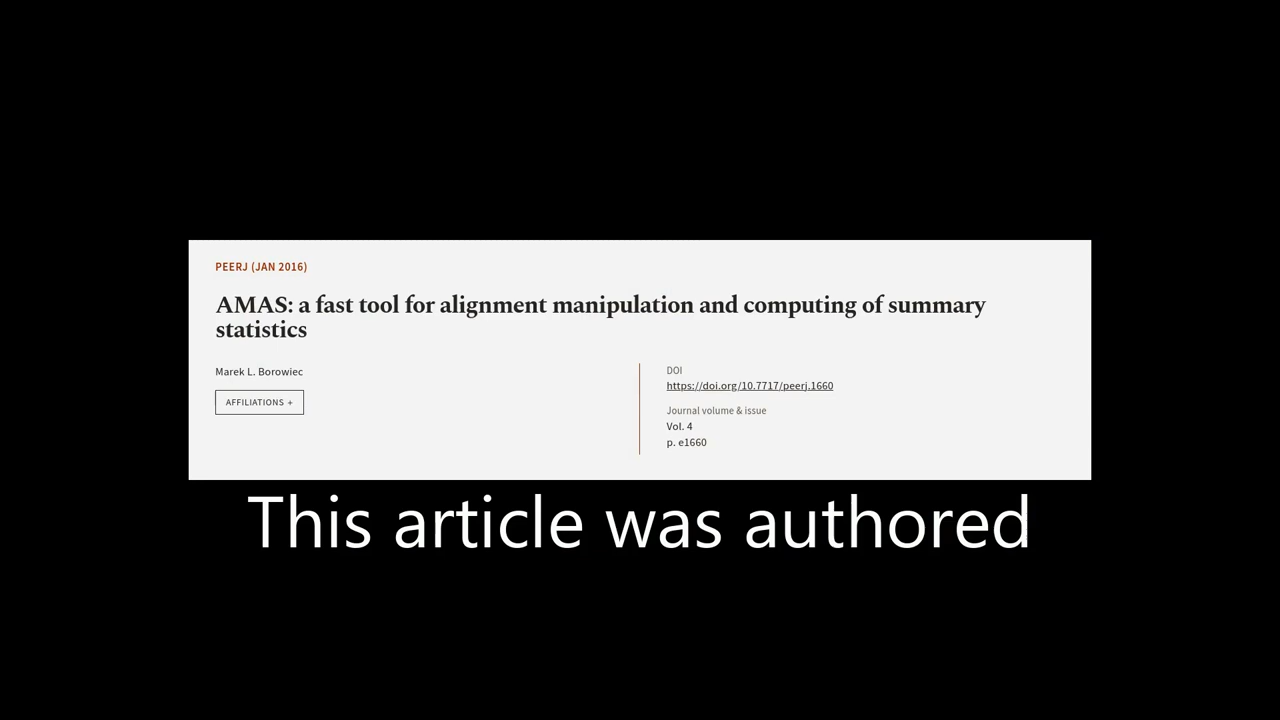 PEERJ (JAN 2016)
AMAS: a fast tool for alignment manipulation and computing of summary
statistics
Marek L. Borowiec
AFFILIATIONS +
DOI
https://doi.org/10.7717/peerj.1660
Journal volume & issue
Vol. 4
p. e1660
This article was authored